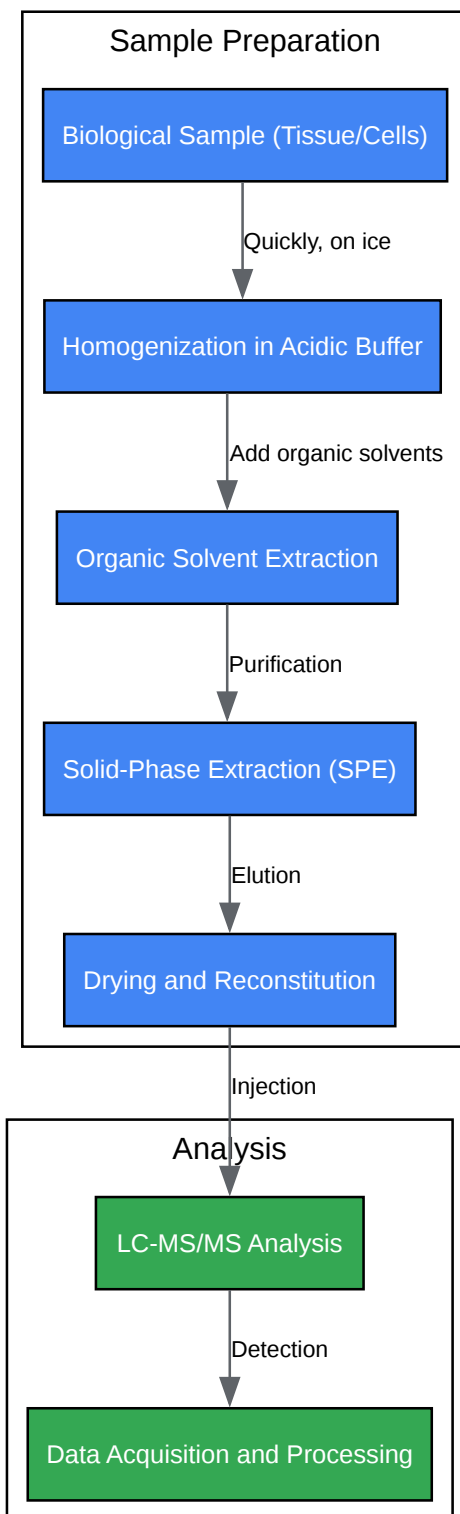 Sample Preparation
Biological Sample (Tissue/Cells)
Quickly, on ice
Homogenization in Acidic Buffer
Add organic solvents
Organic Solvent Extraction
Purification
Solid-Phase Extraction (SPE)
Elution
Drying and Reconstitution
Injection
Analysis
LC-MS/MS Analysis
Detection
Data Acquisition and Processing